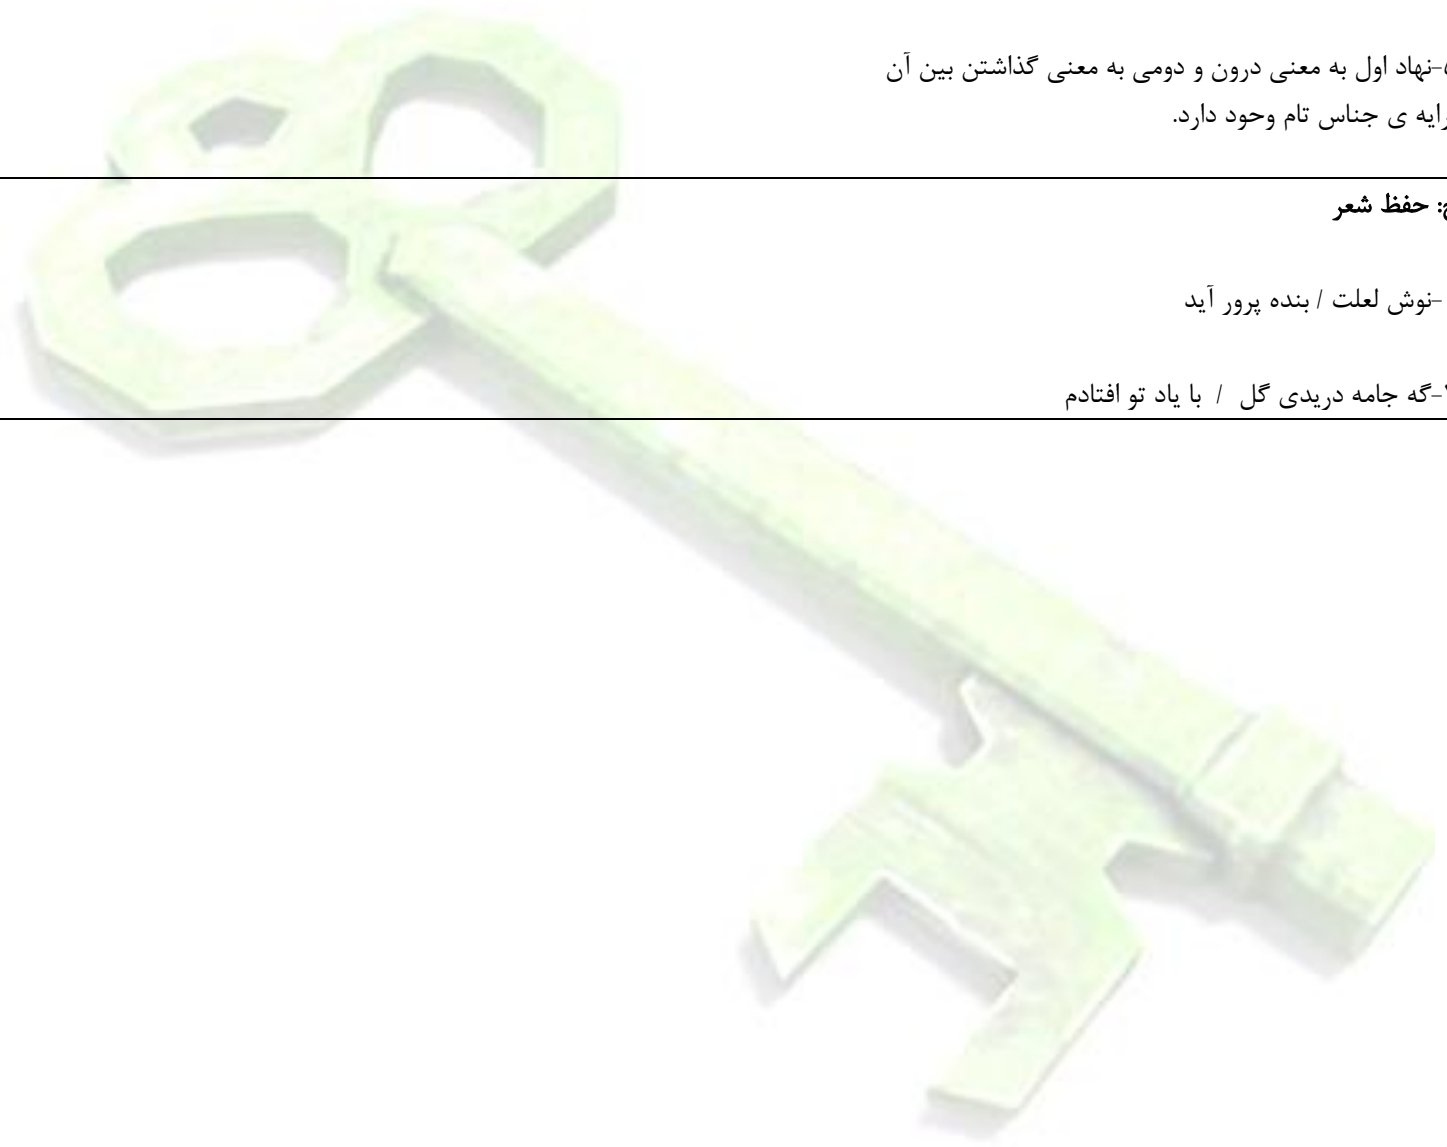 -نهاد اول به معنی درون و دومی به معنی گذاشتن بین آن
رایه ی جناس تام وحود دارد.
: حفظ شعر
-نوش لعلت / بنده پرور آید
-گه جامه دریدی گل / با یاد تو افتادم